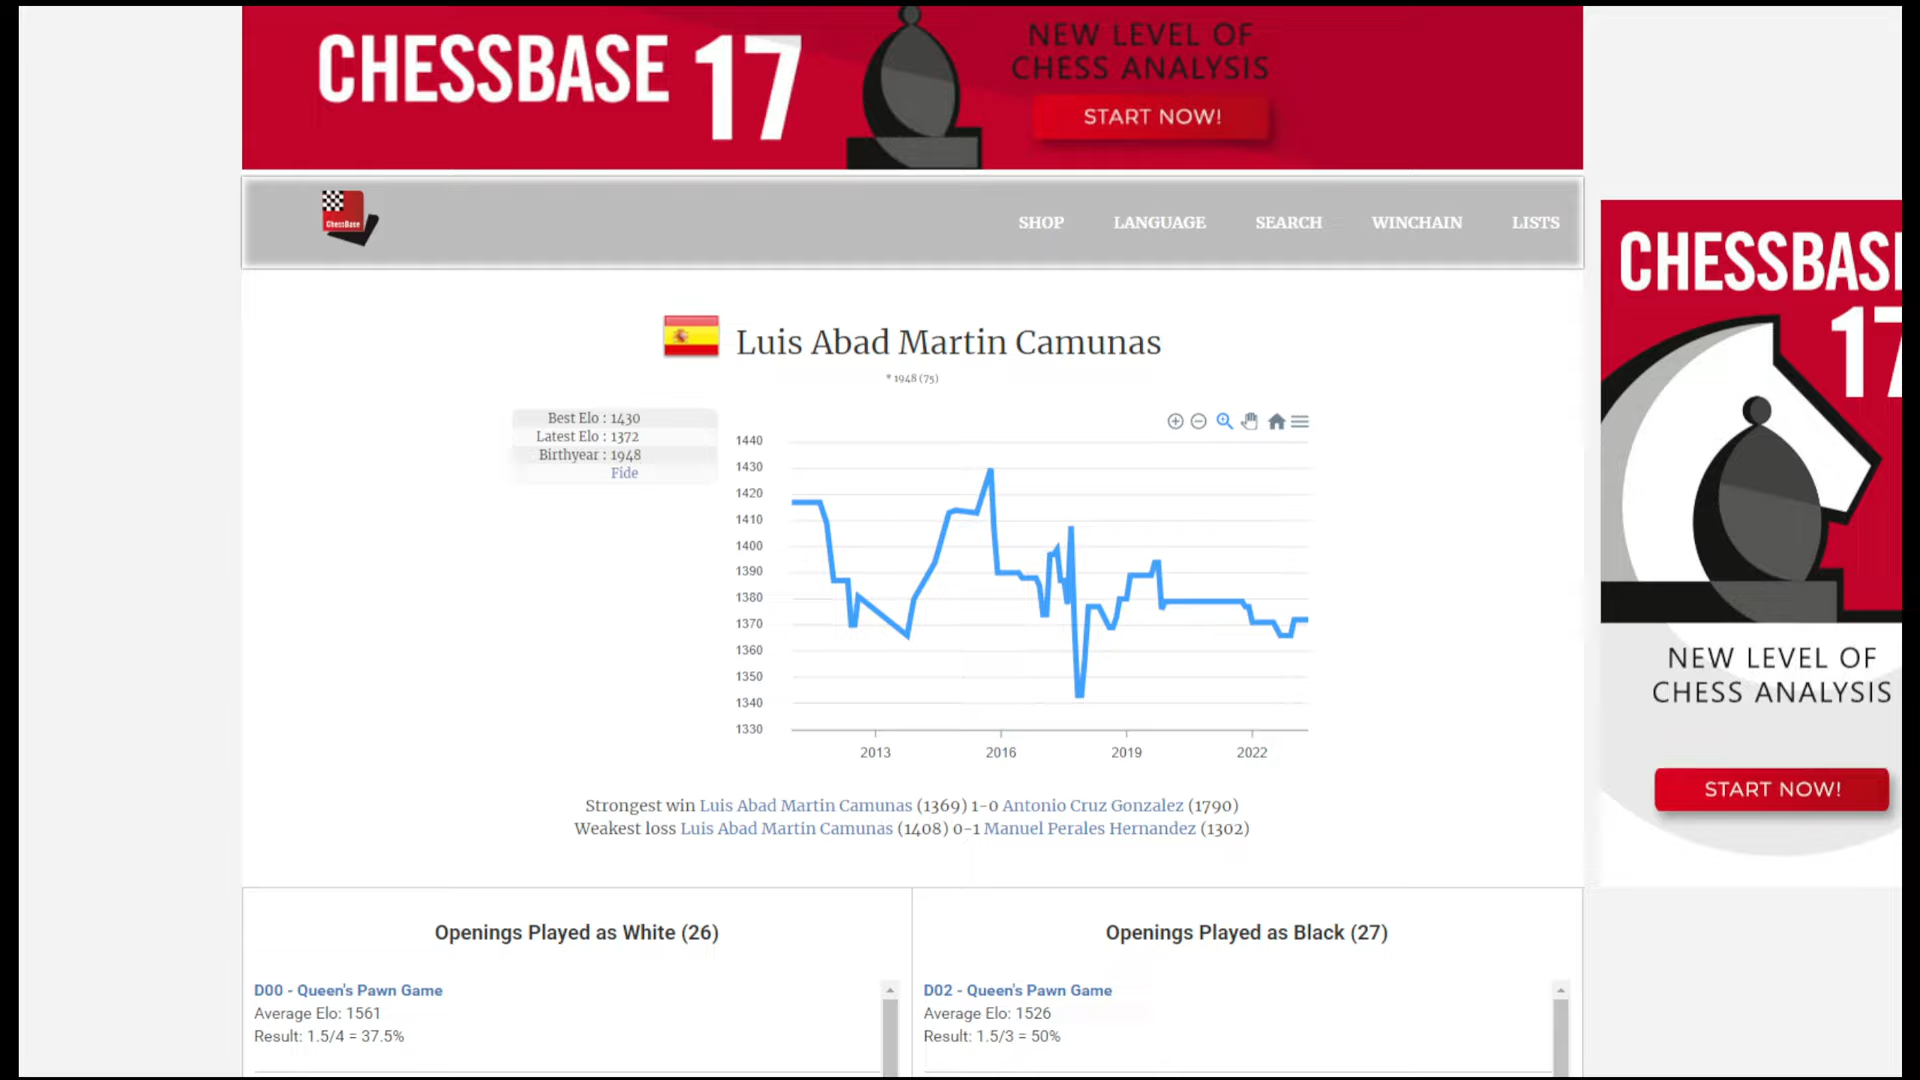 CHESSBASE 17
NEW LEVEL OF
CHESS ANALYSIS
START NOW!
ChessBase
SHOP
LANGUAGE
SEARCH
WINCHAIN
LISTS
Luis Abad Martin Camunas
* 1948 (75)
Best Elo : 1430
Latest Elo : 1372
Birthyear : 1948
Fide
1440
1430
1420
1410
1400
1390
1380
1370
1360
1350
1340
1330
2013
2016
2019
2022
Strongest win Luis Abad Martin Camunas (1369) 1-0 Antonio Cruz Gonzalez (1790)
Weakest loss Luis Abad Martin Camunas (1408) 0-1 Manuel Perales Hernandez (1302)
Openings Played as White (26)
D00 - Queen's Pawn Game
Average Elo: 1561
Result: 1.5/4 = 37.5%
Openings Played as Black (27)
D02 - Queen's Pawn Game
Average Elo: 1526
Result: 1.5/3 = 50%
CHESSBAS
17
NEW LEVEL OF
CHESS ANALYSIS
START NOW!